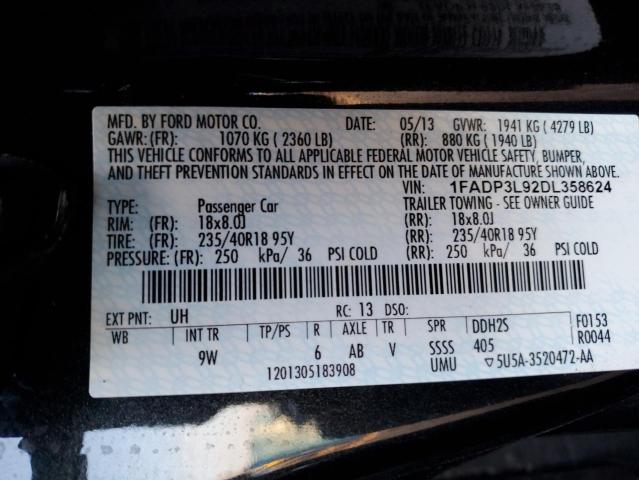 MFD. BY FORD MOTOR CO. DATE: 05/13 GVWR: 1941 KG ( 4279 LB)
GAWR: (FR): 1070 KG ( 2360 LB) (RR): 880 KG ( 1940 LB)
THIS VEHICLE CONFORMS TO ALL APPLICABLE FEDERAL MOTOR VEHICLE SAFETY, BUMPER,
AND THEFT PREVENTION STANDARDS IN EFFECT ON THE DATE OF MANUFACTURE SHOWN ABOVE.
VIN: 1FADP3L92DL358624
TYPE: Passenger Car TRAILER TOWING - SEE OWNER GUIDE
RIM: (FR): 18x8.0J (RR): 18x8.0J
TIRE: (FR): 235/40R18 95Y (RR): 235/40R18 95Y
PRESSURE: (FR): 250 kPa/ 36 PSI COLD (RR): 250 kPa/ 36 PSI COLD
EXT PNT: UH RC: 13 DSO:
WB INT TR TP/PS R AXLE TR SPR DDH2S F0153
9W 6 AB V SSSS 405 R0044
UMU ▽5U5A-3520472-AA
1201305183908